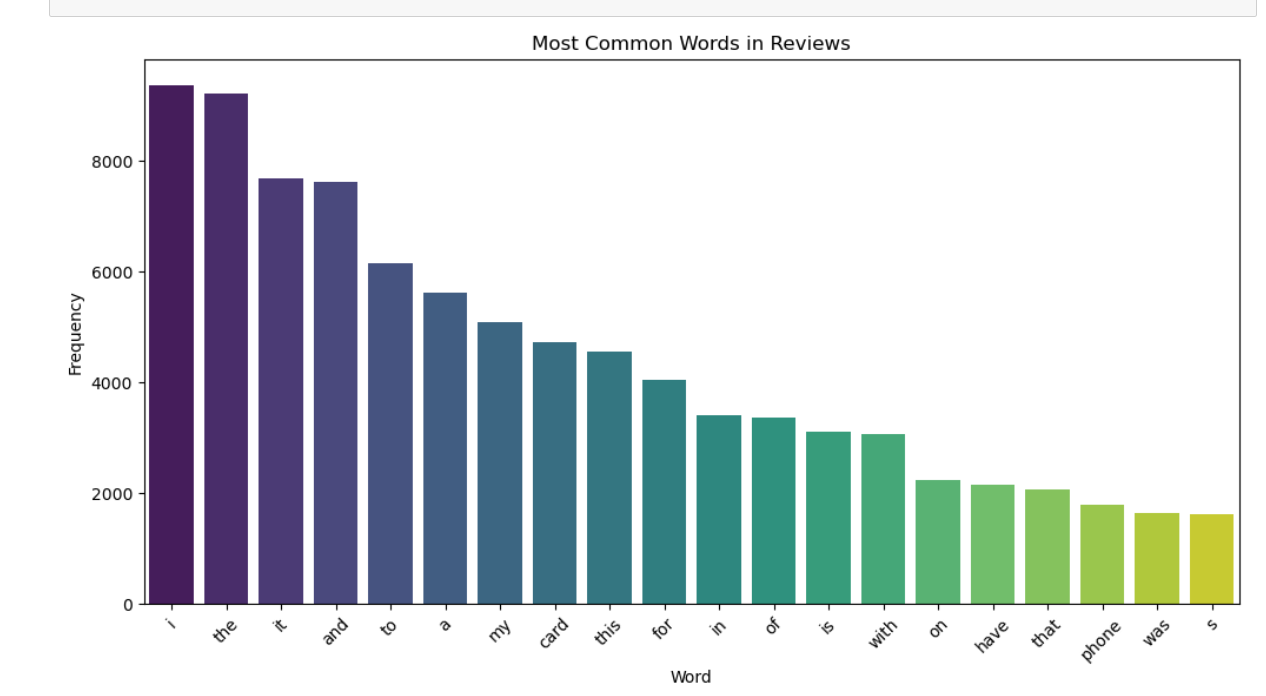 Most Common Words in Reviews
8000
6000
4000
2000
0
Frequency
i the it and to a my card this for in of is with on have that phone was s
Word